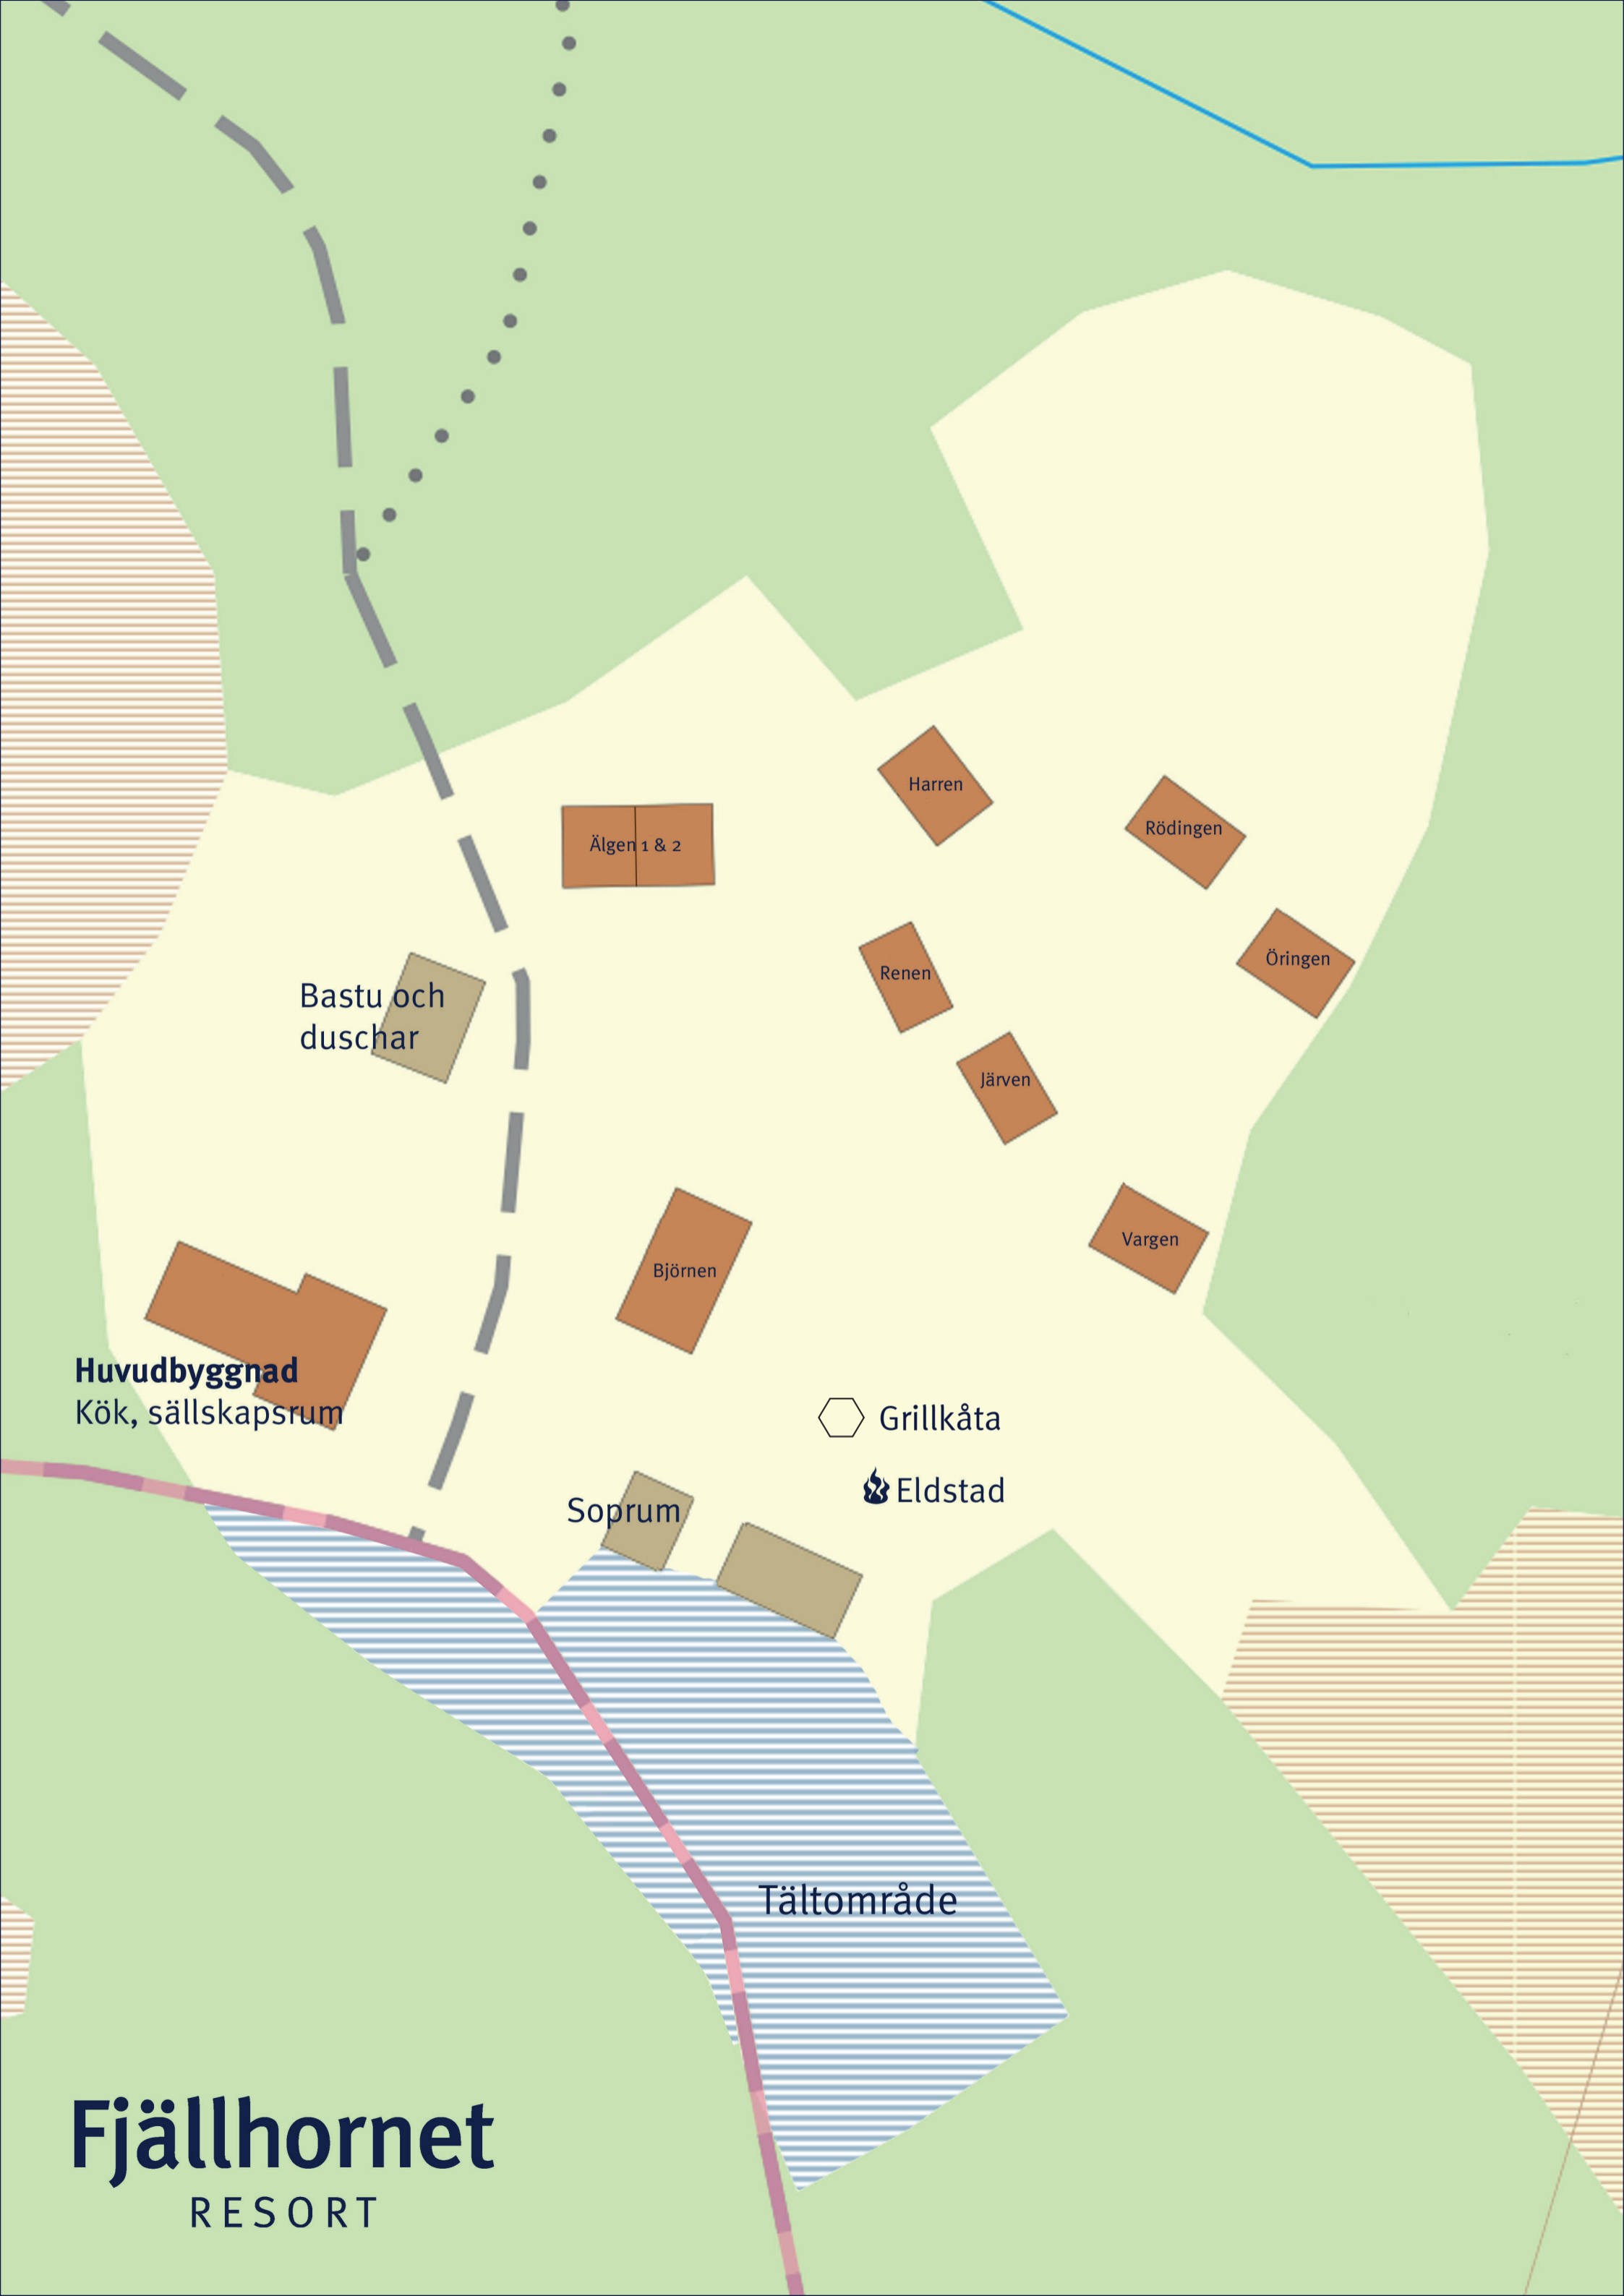 Harren
Rödingen
Älgen 1 & 2
Öringen
Renen
Bastu och
duschar
Järven
Vargen
Björnen
Huvudbyggnad
Kök, sällskapsrum
Grillkåta
Eldstad
Soprum
Tältområde
Fjällhornet
RESORT